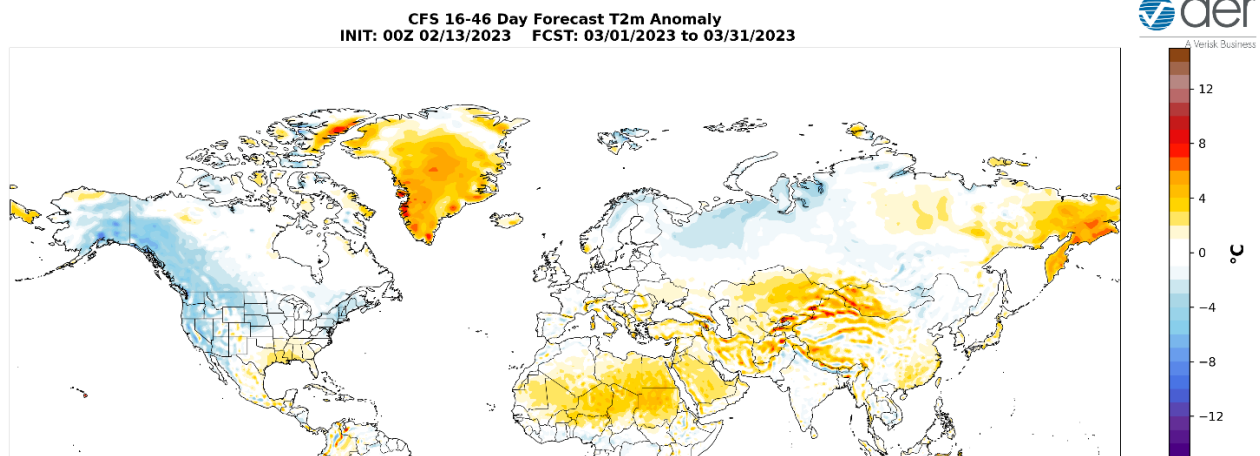 CFS 16-46 Day Forecast T2m Anomaly
INIT: 00Z 02/13/2023    FCST: 03/01/2023 to 03/31/2023
aer
A Verisk Business
12
8
4
0
−4
−8
−12
°C